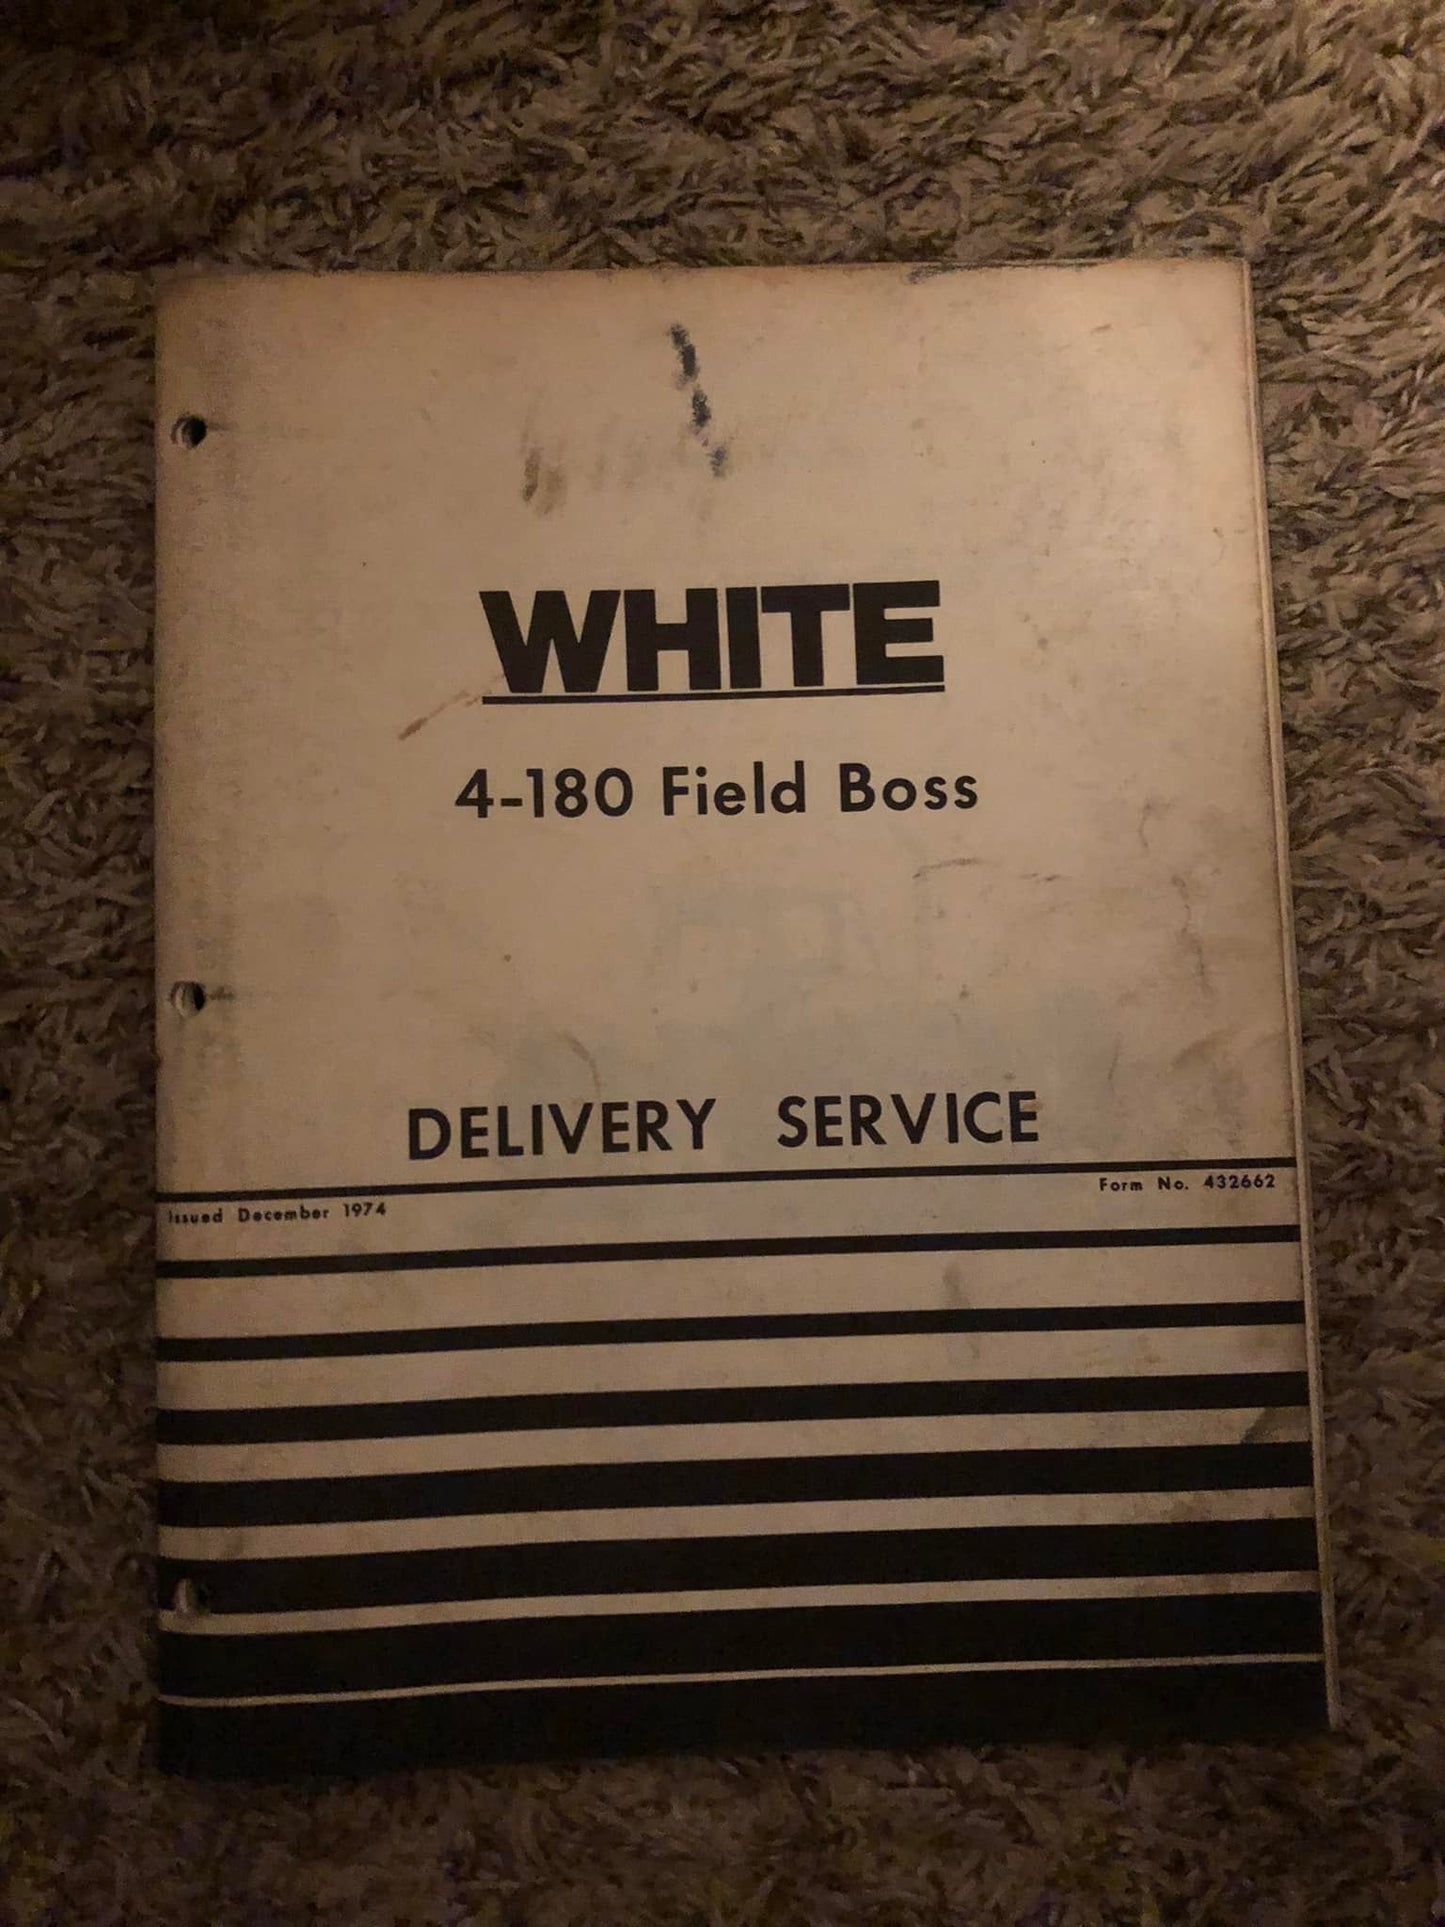 WHITE
4-180 Field Boss
DELIVERY SERVICE
Issued December 1974
Form No. 432662